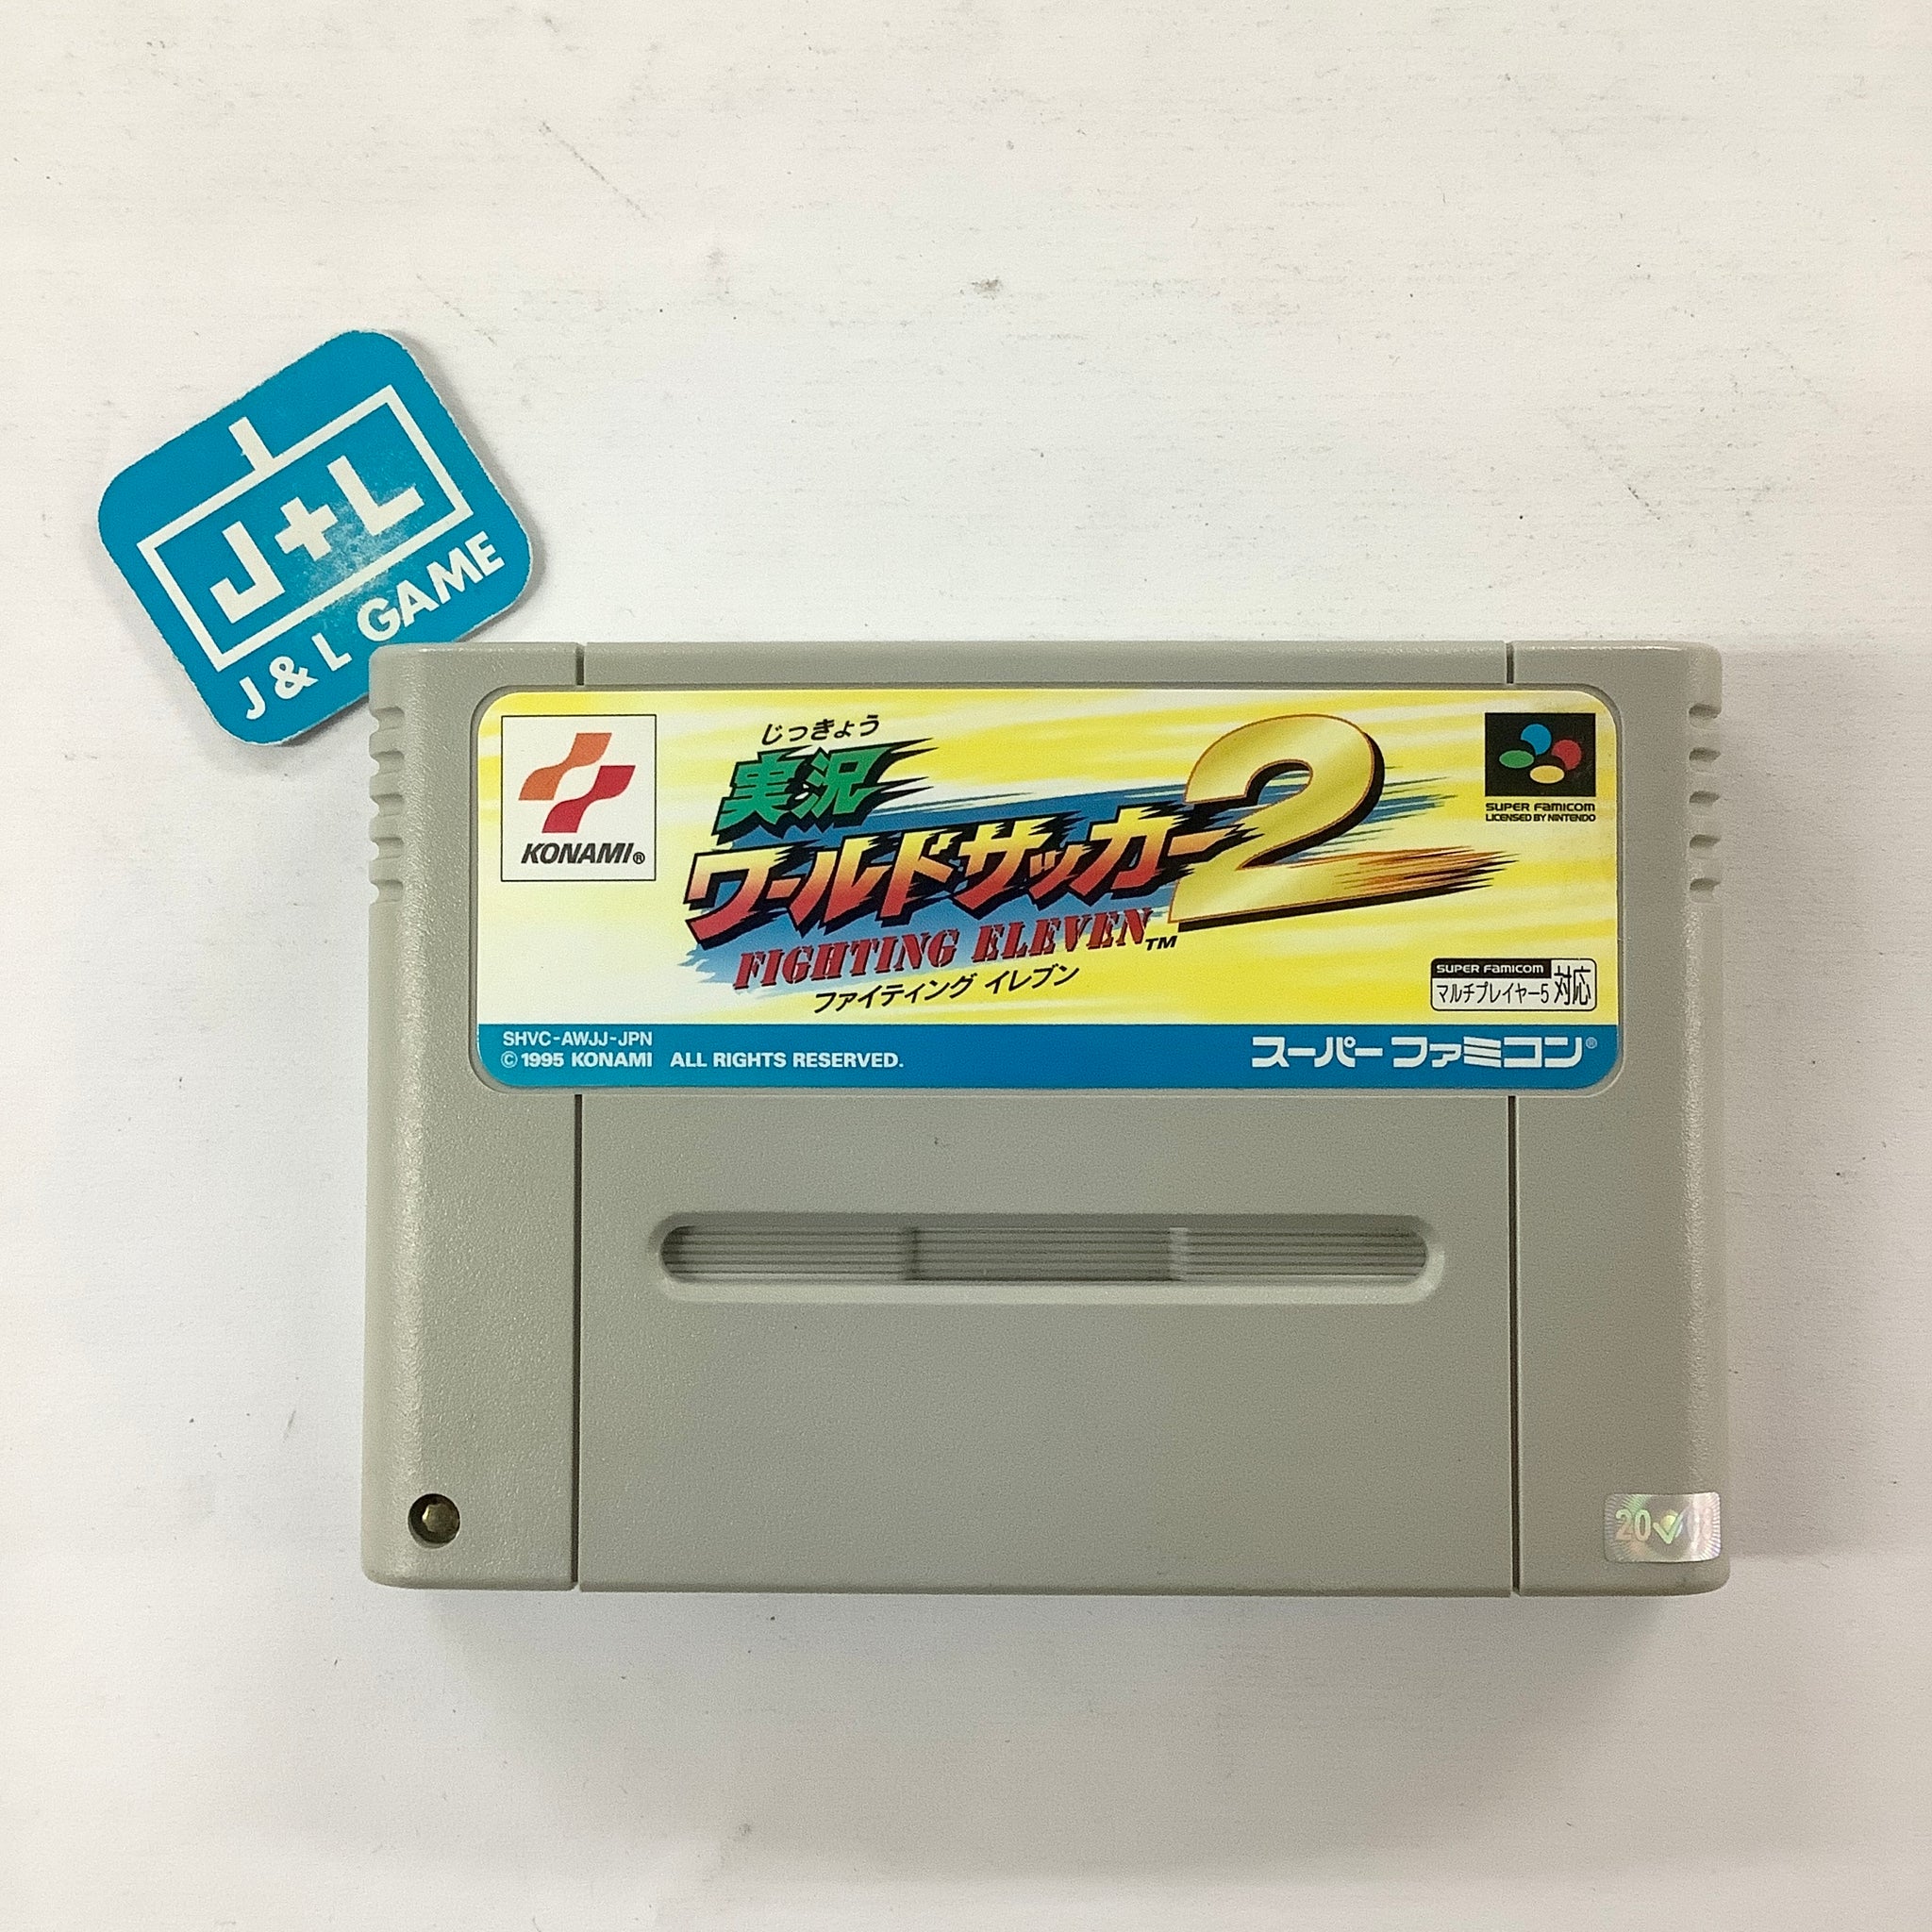 J+L
J & L GAME
KONAMI®
じっきょう
実況
ワールドサッカー2
FIGHTING ELEVEN™
ファイティング イレブン
SUPER FAMICOM
LICENSED BY NINTENDO
SUPER FAMICOM
マルチプレイヤー5 対応
SHVC-AWJJ-JPN
© 1995 KONAMI ALL RIGHTS RESERVED.
スーパーファミコン®
20